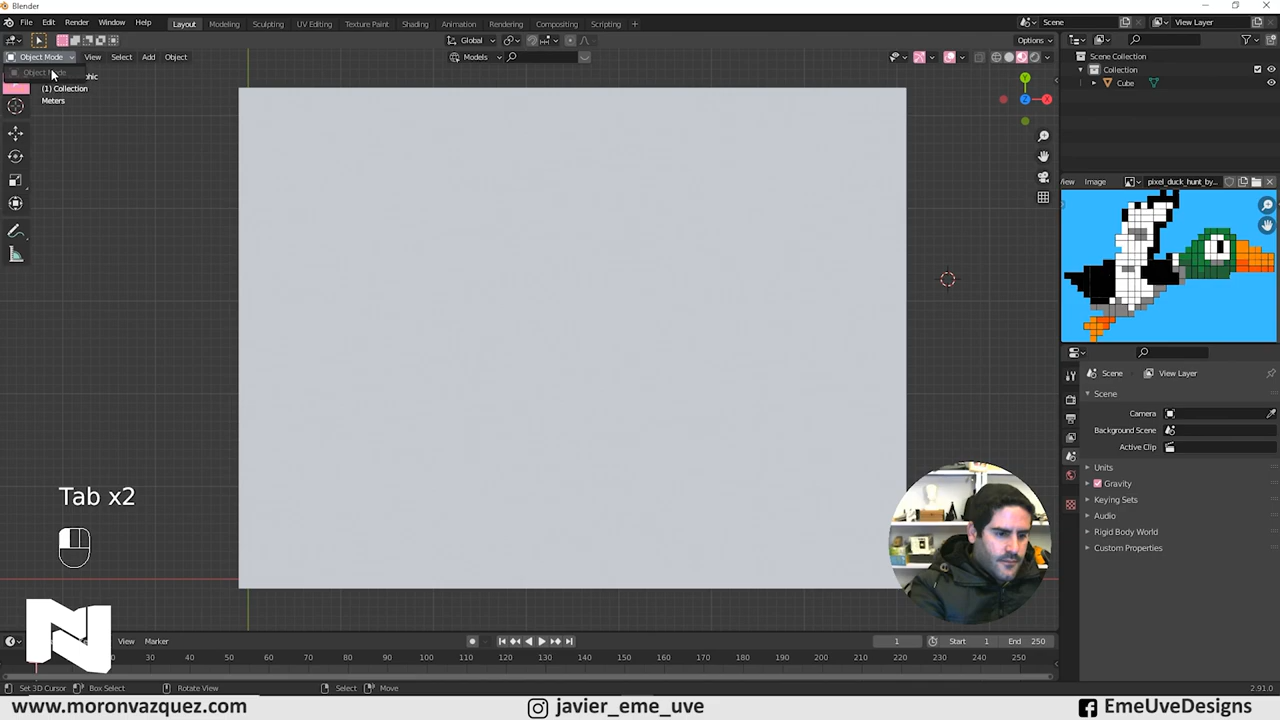 Blender
File Edit Render Window Help Layout Modeling Sculpting UV Editing Texture Paint Shading Animation Rendering Compositing Scripting + Scene View Layer
Global Options
Object Mode View Select Add Object Models
Object Mode
(1) Collection
Meters
Scene Collection
Collection
Cube
Y
Z
X
View Image pixel_duck_hunt_by...
Scene View Layer
Scene
Camera
Background Scene
Active Clip
Units
Gravity
Keying Sets
Audio
Rigid Body World
Custom Properties
Tab x2
N
View Marker 1 Start 1 End 250
30 40 50 60 70 80 90 100 110 120 130 140 150 160 170 180 190 200 210 220 230 240 250
Set 3D Cursor Box Select Rotate View Select Move 2.91.0
www.moronvazquez.com javier_eme_uve EmeUveDesigns